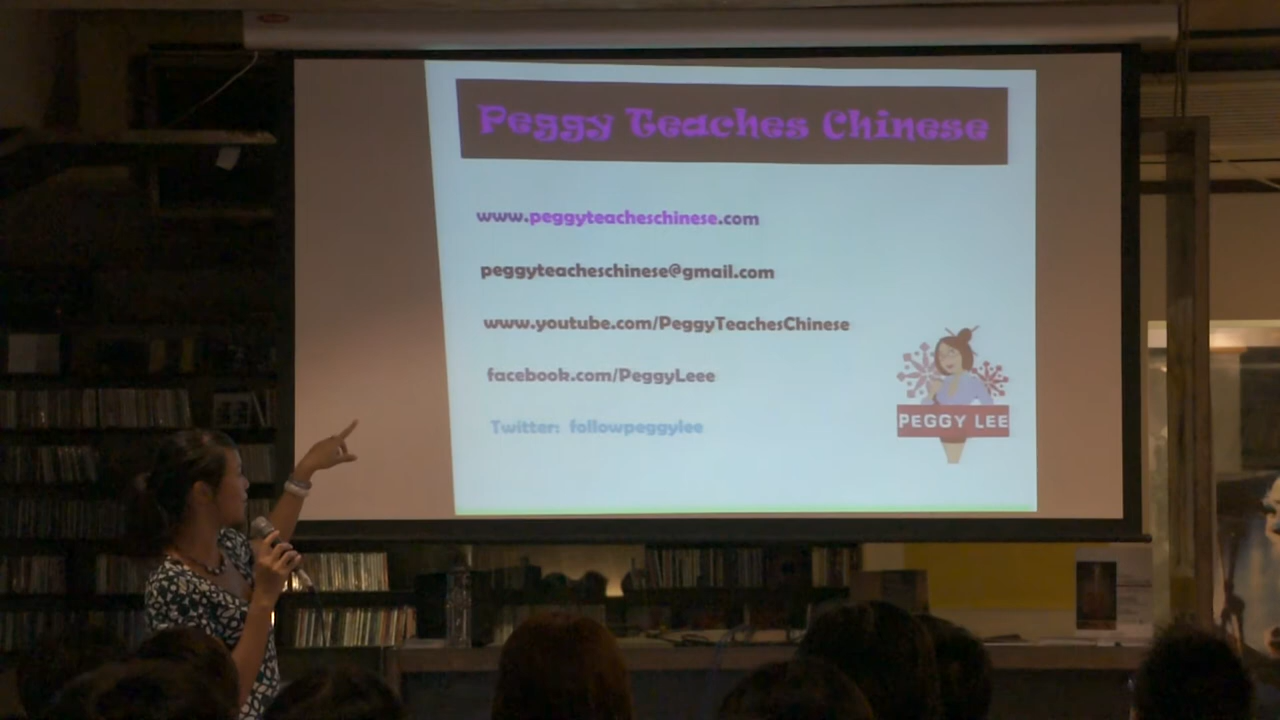 Peggy Teaches Chinese
www.peggyteacheschinese.com
peggyteacheschinese@gmail.com
www.youtube.com/PeggyTeachesChinese
facebook.com/PeggyLeee
Twitter: followpeggylee
PEGGY LEE